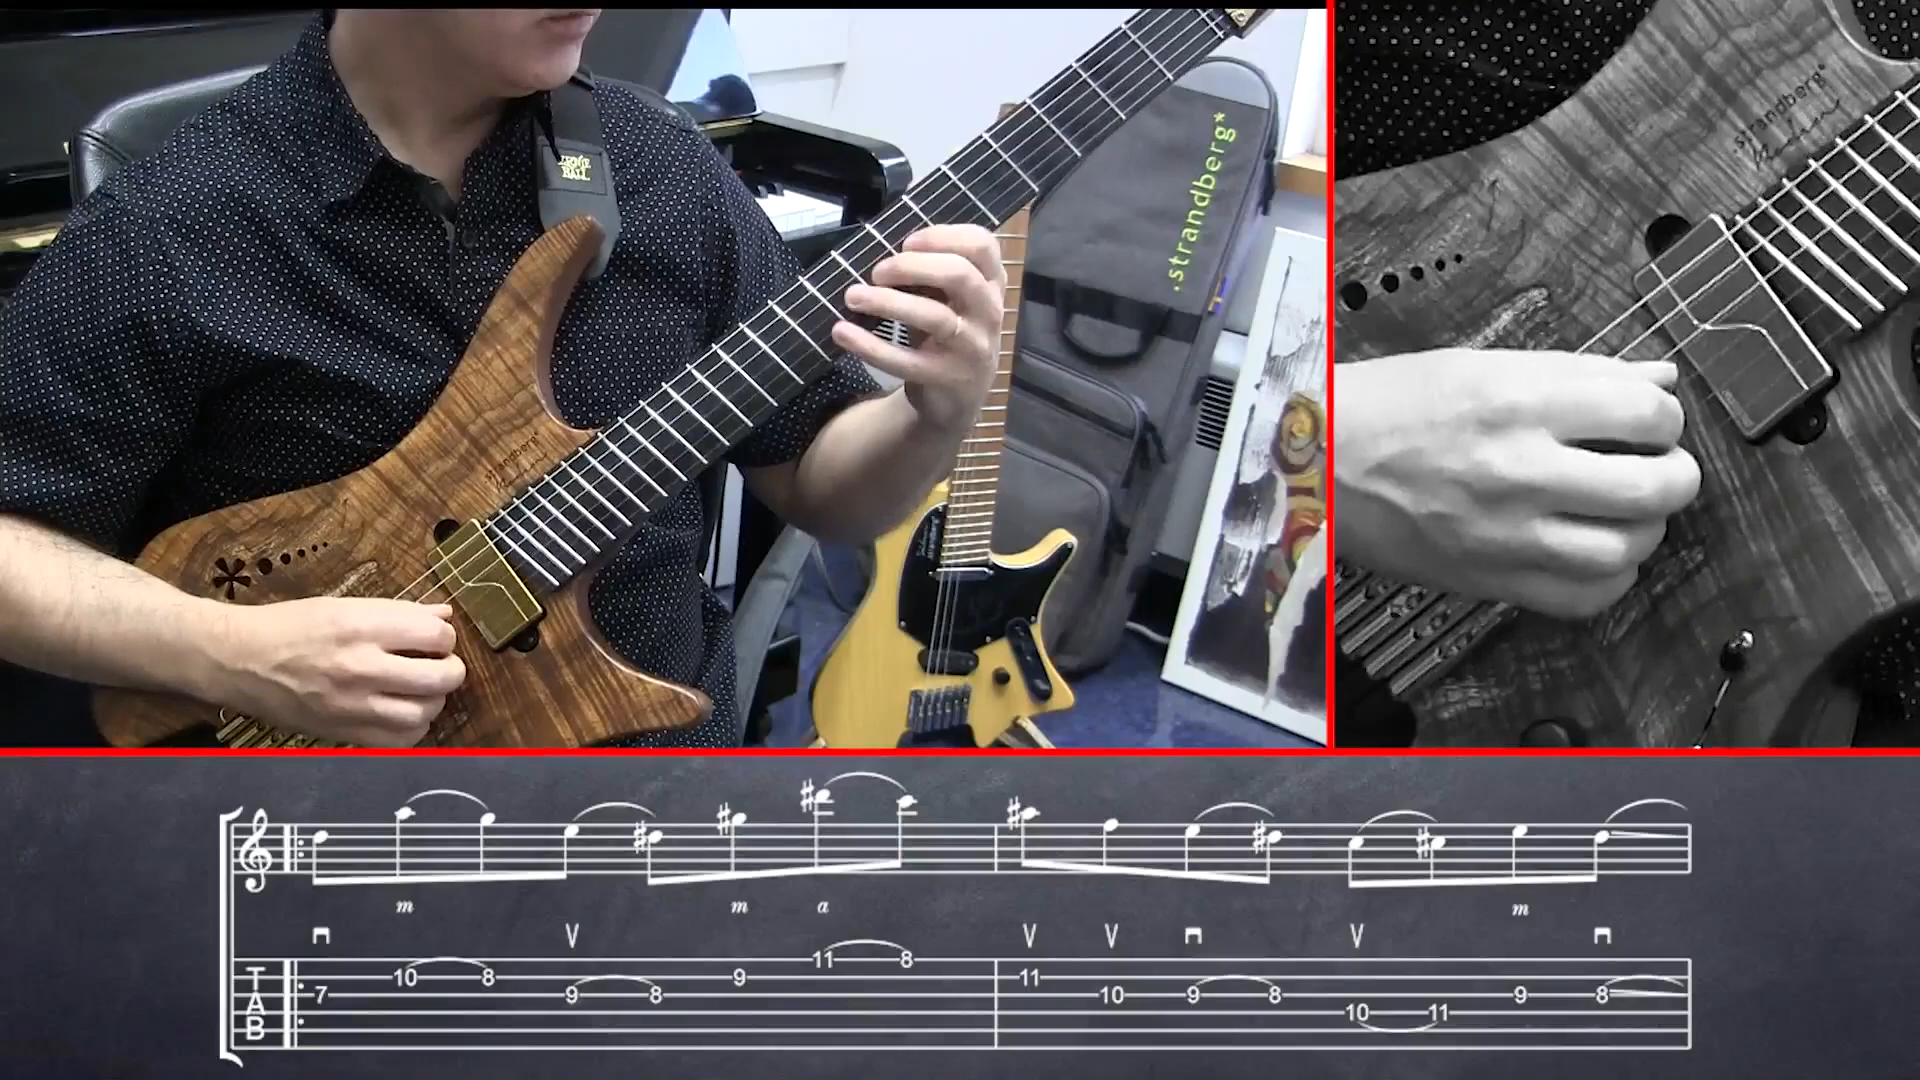 ERNIE
BALL
.strandberg*
.strandberg*
.strandberg*
m m a m
V V V V
T
A
B
7 10 8 9 8 9 11 8 11 10 9 8 10 11 9 8